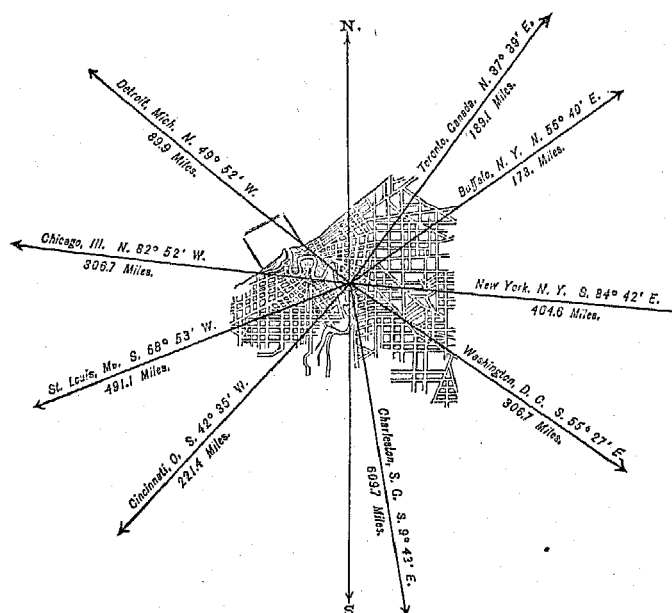 N.
Detroit, Mich. N. 49° 52' W.
89.9 Miles.
Toronto, Canada, N. 37° 39' E.
189.1 Miles.
Buffalo, N. Y. N. 55° 40' E.
173. Miles.
Chicago, Ill. N. 82° 52' W.
306.7 Miles.
New York, N. Y. S. 84° 42' E.
404.6 Miles.
St. Louis, Mo. S. 68° 53' W.
491.1 Miles.
Washington, D. C. S. 55° 27' E.
306.7 Miles.
Cincinnati, O. S. 42° 35' W.
221.4 Miles.
Charleston, S. C. S. 9° 43' E.
609.7 Miles.
S.